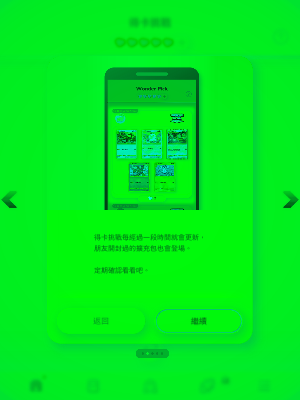 得卡挑戰
Wonder Pick
得卡挑戰每經過一段時間就會更新，
朋友開封過的擴充包也會登場。
定期確認看看吧。
返回
繼續